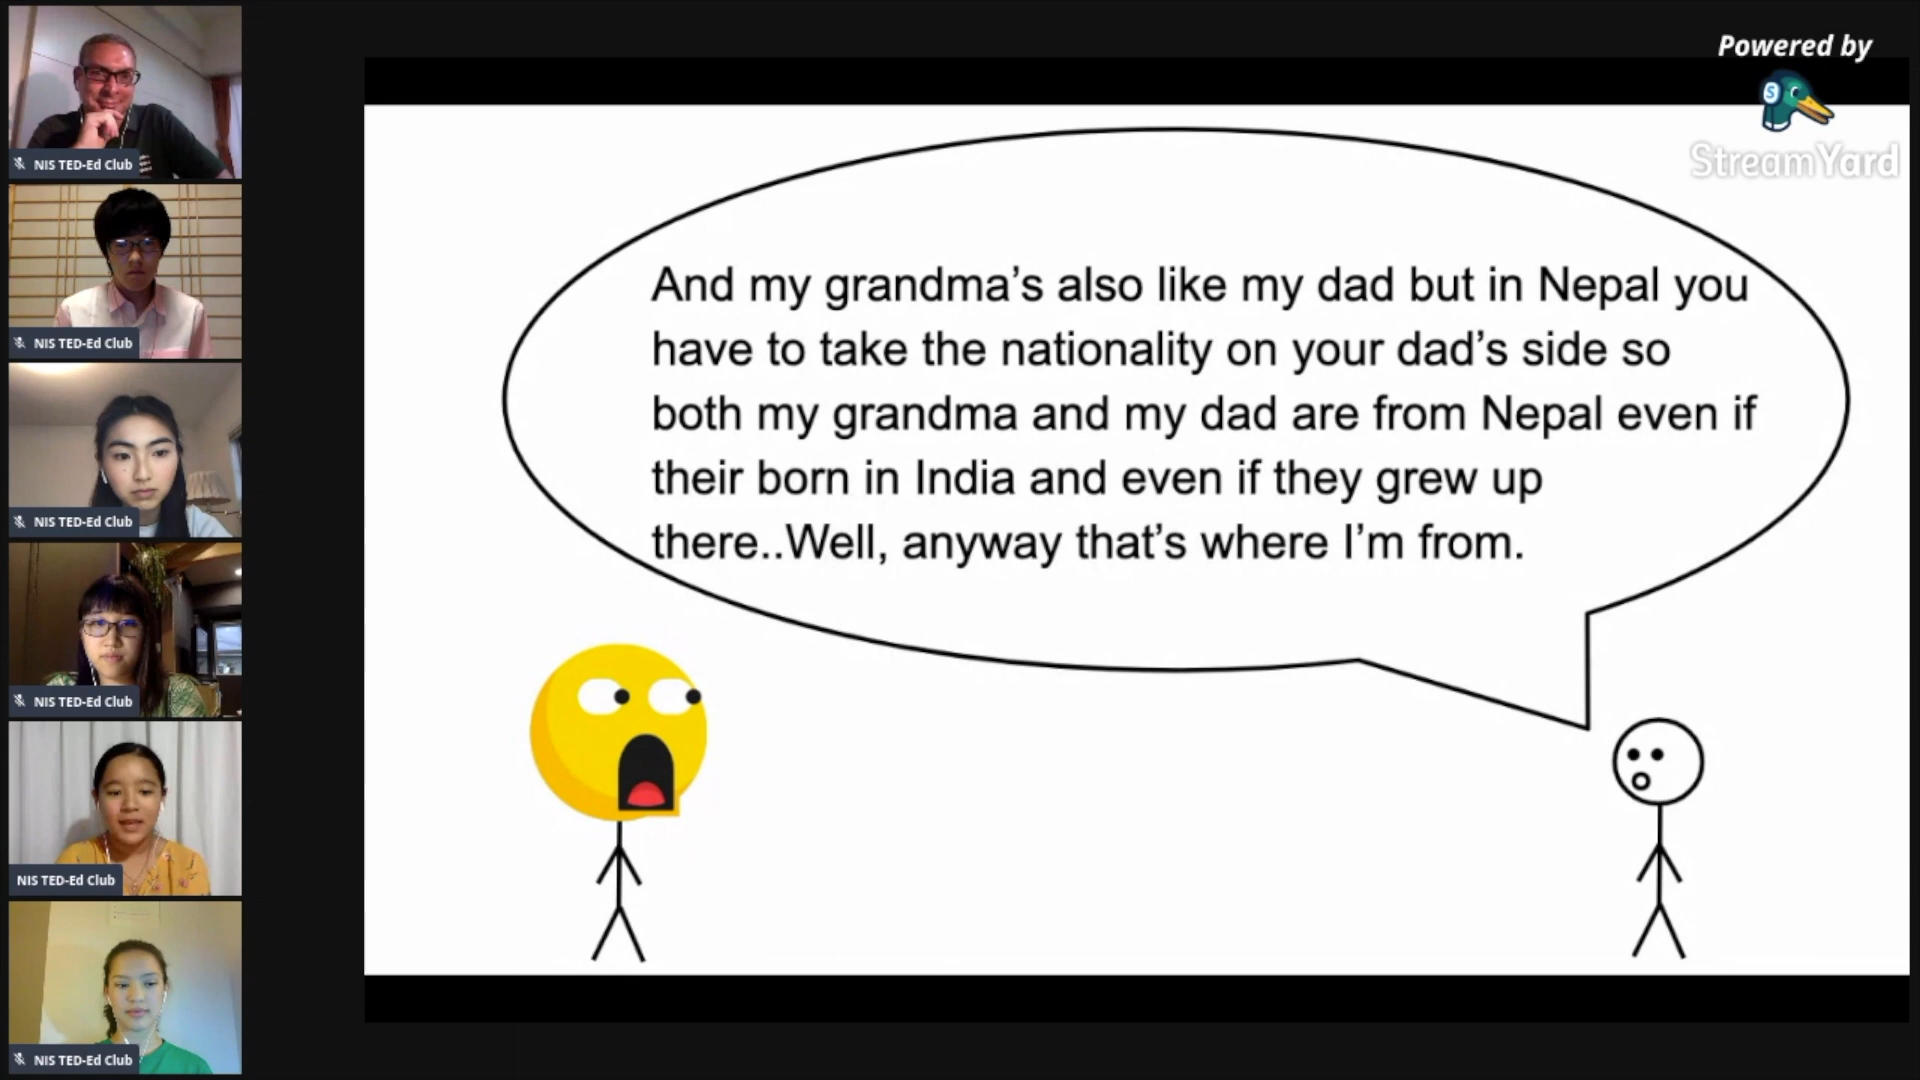 NIS TED-Ed Club
NIS TED-Ed Club
NIS TED-Ed Club
NIS TED-Ed Club
NIS TED-Ed Club
NIS TED-Ed Club
Powered by
S
StreamYard
And my grandma’s also like my dad but in Nepal you
have to take the nationality on your dad’s side so
both my grandma and my dad are from Nepal even if
their born in India and even if they grew up
there..Well, anyway that’s where I’m from.